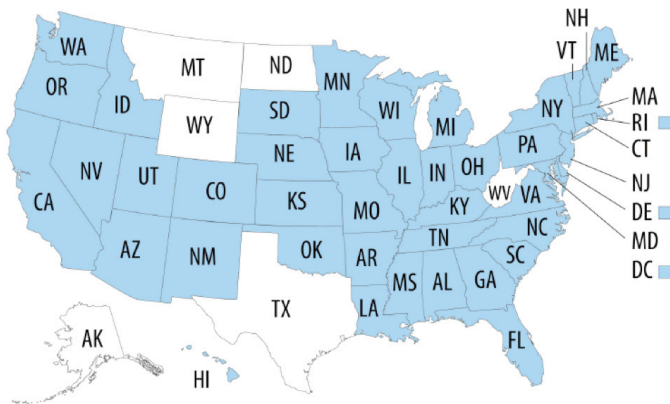 NH
VT
ME
WA
MT
ND
MN
OR
ID
SD
WI
MI
NY
MA
RI
WY
CT
NE
IA
PA
NJ
NV
UT
CO
IL
IN
OH
WV
VA
DE
CA
KS
MO
KY
MD
NC
AZ
NM
OK
AR
TN
SC
DC
MS
AL
GA
LA
TX
AK
HI
FL